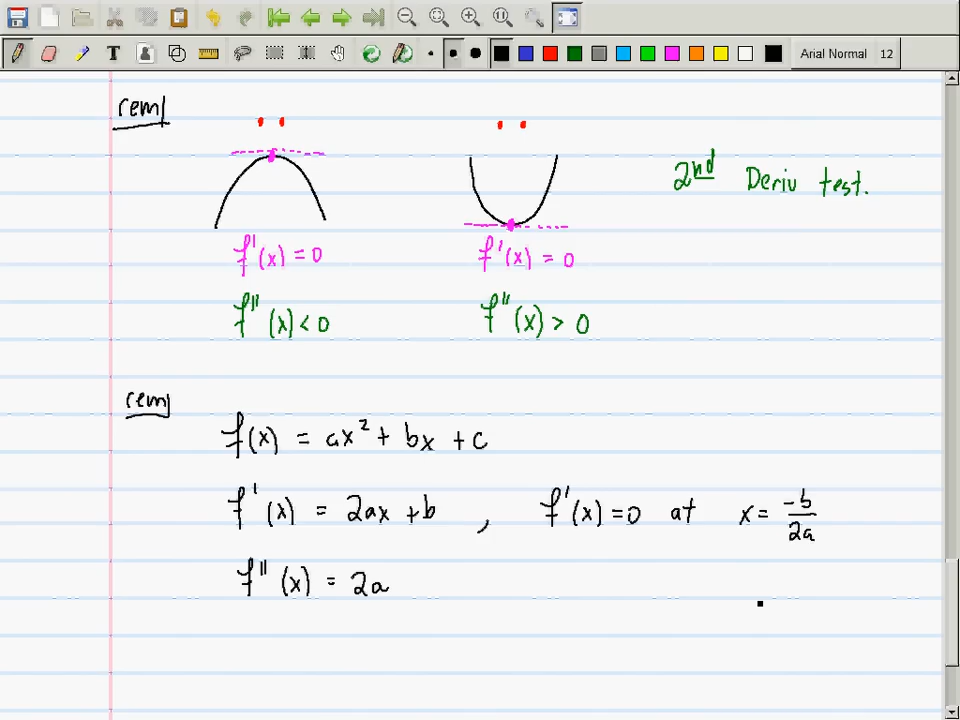 Arial Normal 12
rem
2nd Deriv test.
f'(x) = 0 f'(x) = 0
f''(x) < 0 f''(x) > 0
rem
f(x) = ax² + bx + c
f'(x) = 2ax + b , f'(x) = 0 at x = -b/2a
f''(x) = 2a